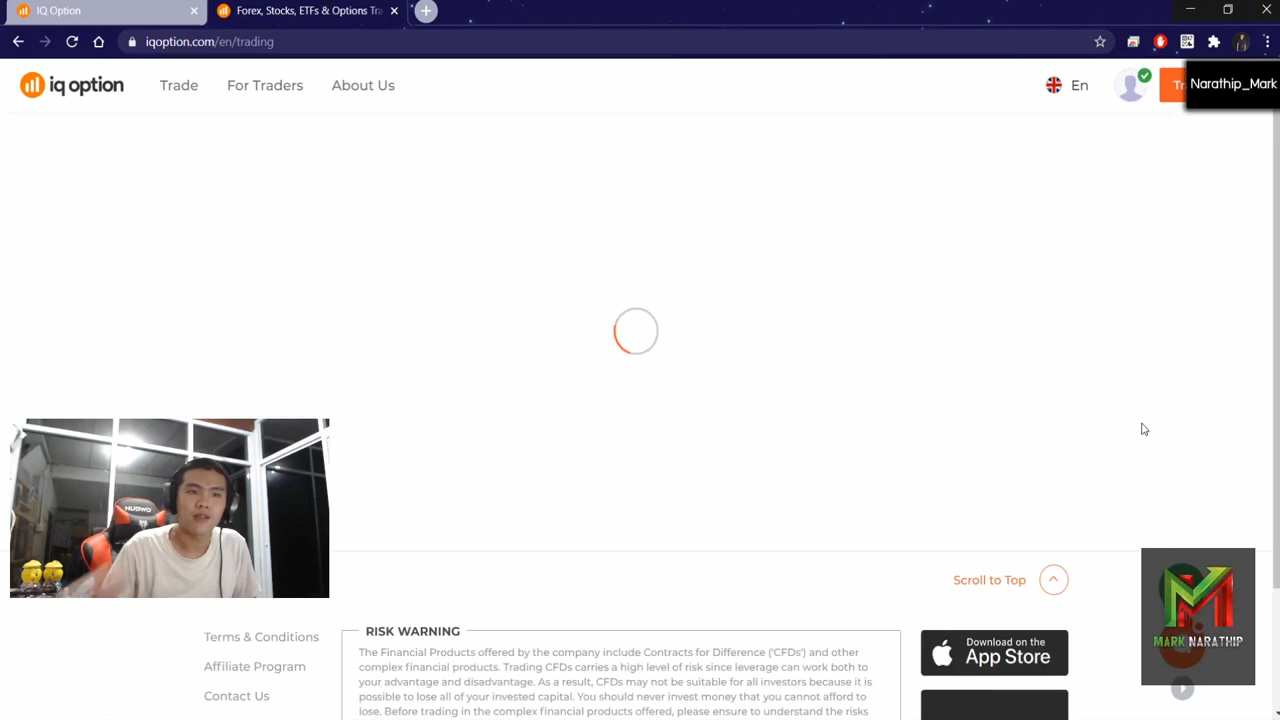 IQ Option
Forex, Stocks, ETFs & Options Tra
iqoption.com/en/trading
iq option
Trade
For Traders
About Us
En
Tr
Narathip_Mark
NUBWO
Scroll to Top
Terms & Conditions
Affiliate Program
Contact Us
RISK WARNING
The Financial Products offered by the company include Contracts for Difference ('CFDs') and other
complex financial products. Trading CFDs carries a high level of risk since leverage can work both to
your advantage and disadvantage. As a result, CFDs may not be suitable for all investors because it is
possible to lose all of your invested capital. You should never invest money that you cannot afford to
lose. Before trading in the complex financial products offered, please ensure to understand the risks
Download on the
App Store
MARK NARATHIP